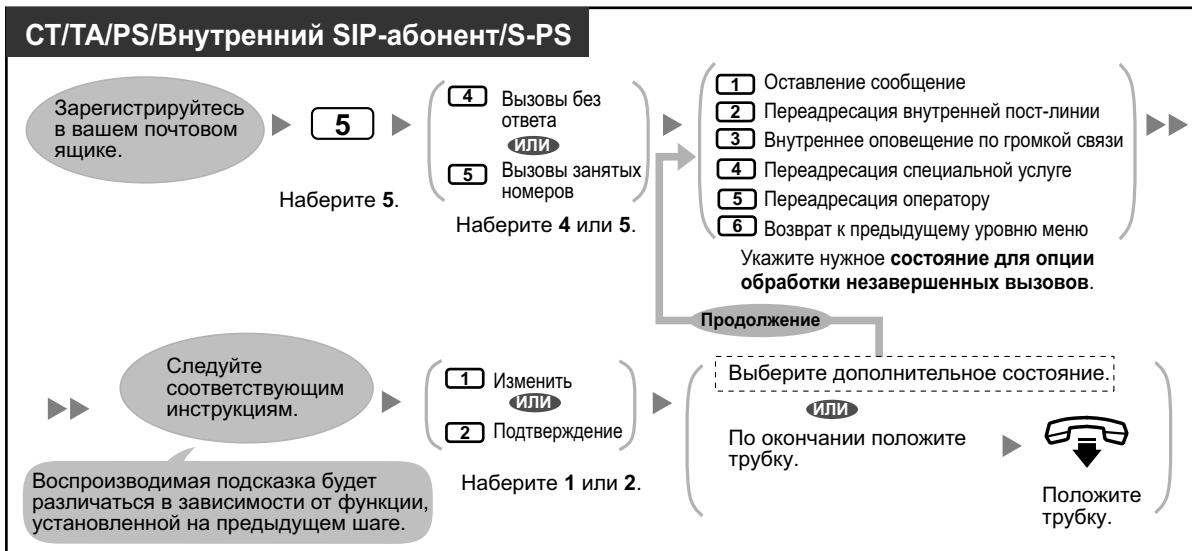 CT/TA/PS/Внутренний SIP-абонент/S-PS
Зарегистрируйтесь
в вашем почтовом
ящике.
5
Наберите 5.
4 Вызовы без
ответа
ИЛИ
5 Вызовы занятых
номеров
Наберите 4 или 5.
1 Оставление сообщение
2 Переадресация внутренней пост-линии
3 Внутреннее оповещение по громкой связи
4 Переадресация специальной услуге
5 Переадресация оператору
6 Возврат к предыдущему уровню меню
Укажите нужное состояние для опции
обработки незавершенных вызовов.
Продолжение
Следуйте
соответствующим
инструкциям.
Воспроизводимая подсказка будет
различаться в зависимости от функции,
установленной на предыдущем шаге.
1 Изменить
ИЛИ
2 Подтверждение
Наберите 1 или 2.
Выберите дополнительное состояние.
ИЛИ
По окончании положите
трубку.
Положите
трубку.